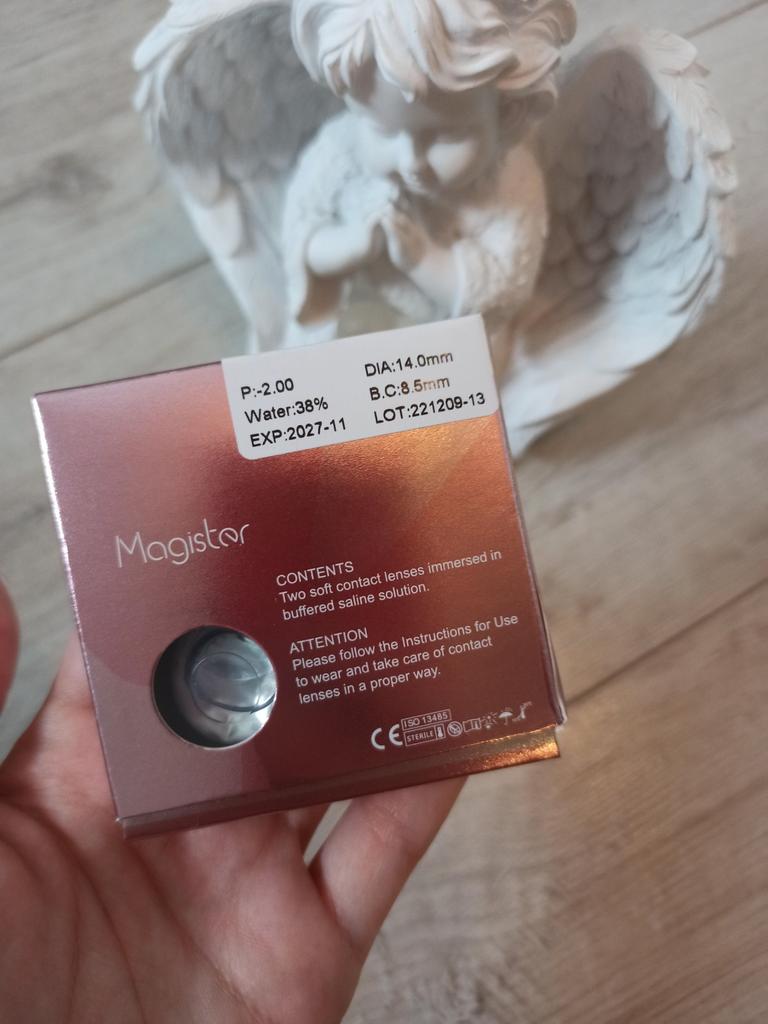 P:-2.00
DIA:14.0mm
Water:38%
B.C:8.5mm
EXP:2027-11
LOT:221209-13
Magister
CONTENTS
Two soft contact lenses immersed in
buffered saline solution.
ATTENTION
Please follow the Instructions for Use
to wear and take care of contact
lenses in a proper way.
CE
ISO 13485
STERILE